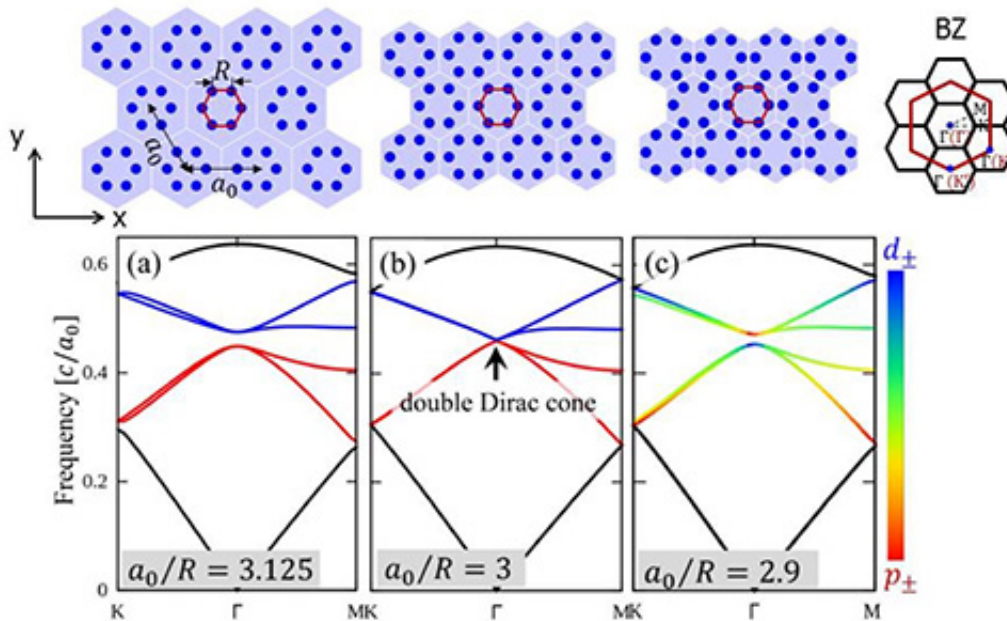 BZ
R
y
a₀
a₀
x
M
Γ(Γ)
Γ(K
Γ(K')
(a)
(b)
(c)
d±
0.6
0.4
0.2
0
Frequency [c/a₀]
double Dirac cone
a₀/R = 3.125
a₀/R = 3
a₀/R = 2.9
p±
K
Γ
MK
Γ
MK
Γ
M